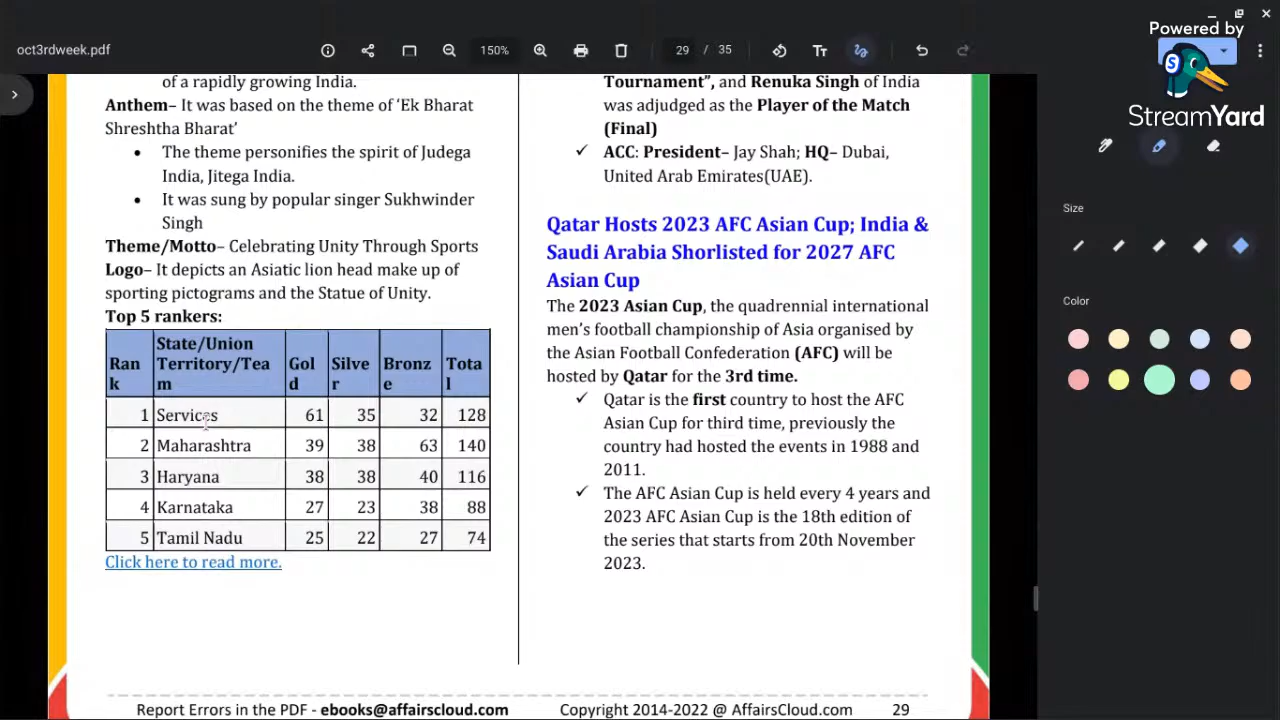 oct3rdweek.pdf
150%
29 / 35
Powered by
StreamYard
of a rapidly growing India.
Anthem– It was based on the theme of ‘Ek Bharat
Shreshtha Bharat’
• The theme personifies the spirit of Judega
India, Jitega India.
• It was sung by popular singer Sukhwinder
Singh
Theme/Motto– Celebrating Unity Through Sports
Logo– It depicts an Asiatic lion head make up of
sporting pictograms and the Statue of Unity.
Top 5 rankers:
Ran
k
State/Union
Territory/Tea
m
Gol
d
Silve
r
Bronz
e
Tota
l
1 Services 61 35 32 128
2 Maharashtra 39 38 63 140
3 Haryana 38 38 40 116
4 Karnataka 27 23 38 88
5 Tamil Nadu 25 22 27 74
Click here to read more.
Tournament”, and Renuka Singh of India
was adjudged as the Player of the Match
(Final)
✓ ACC: President– Jay Shah; HQ– Dubai,
United Arab Emirates(UAE).
Qatar Hosts 2023 AFC Asian Cup; India &
Saudi Arabia Shorlisted for 2027 AFC
Asian Cup
The 2023 Asian Cup, the quadrennial international
men’s football championship of Asia organised by
the Asian Football Confederation (AFC) will be
hosted by Qatar for the 3rd time.
✓ Qatar is the first country to host the AFC
Asian Cup for third time, previously the
country had hosted the events in 1988 and
2011.
✓ The AFC Asian Cup is held every 4 years and
2023 AFC Asian Cup is the 18th edition of
the series that starts from 20th November
2023.
Report Errors in the PDF - ebooks@affairscloud.com
Copyright 2014-2022 @ AffairsCloud.com
29
Size
Color